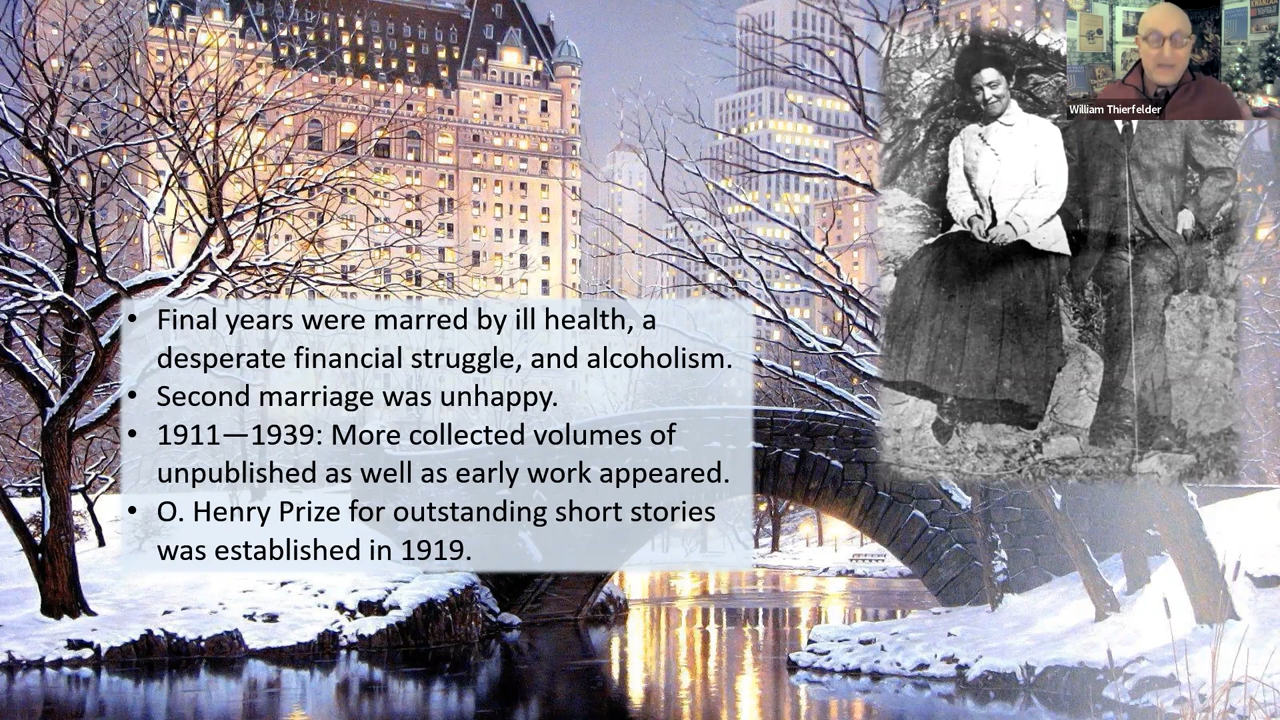 William Thierfelder
• Final years were marred by ill health, a
desperate financial struggle, and alcoholism.
• Second marriage was unhappy.
• 1911—1939: More collected volumes of
unpublished as well as early work appeared.
• O. Henry Prize for outstanding short stories
was established in 1919.